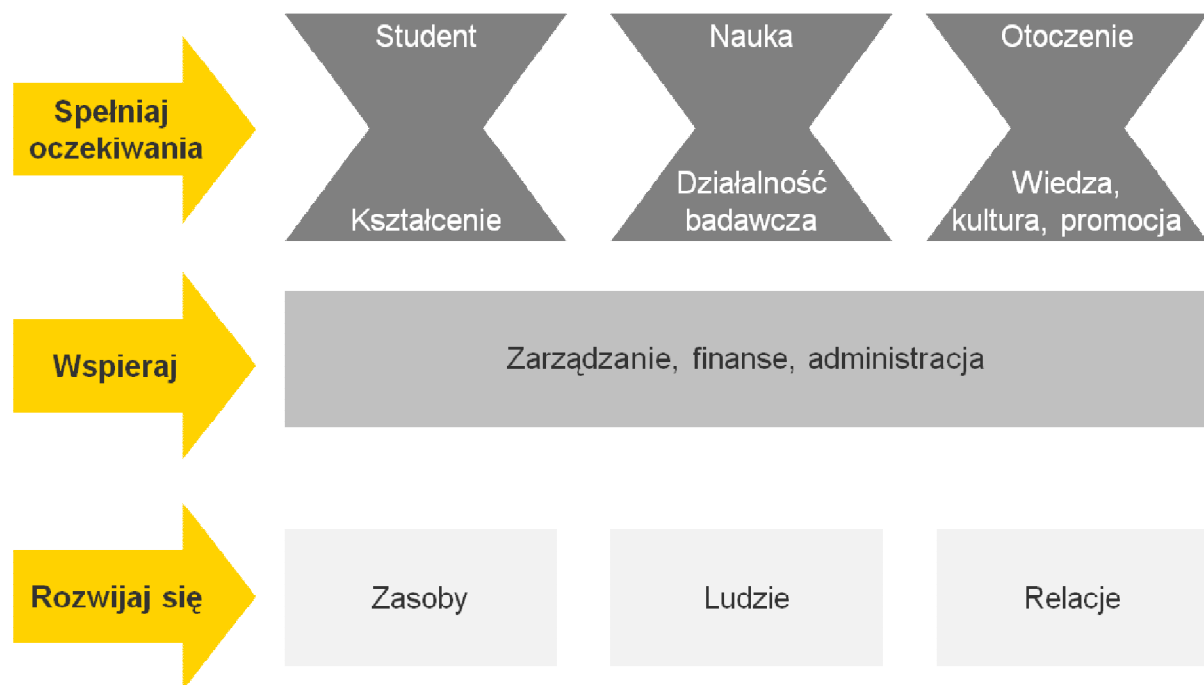 Spełniaj
oczekiwania
Student
Nauka
Otoczenie
Kształcenie
Działalność
badawcza
Wiedza,
kultura, promocja
Wspieraj
Zarządzanie, finanse, administracja
Rozwijaj się
Zasoby
Ludzie
Relacje